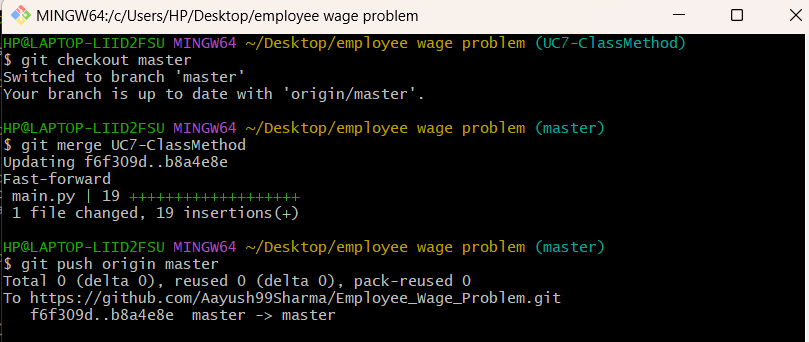 MINGW64:/c/Users/HP/Desktop/employee wage problem
HP@LAPTOP-LIID2FSU MINGW64 ~/Desktop/employee wage problem (UC7-ClassMethod)
$ git checkout master
Switched to branch 'master'
Your branch is up to date with 'origin/master'.
HP@LAPTOP-LIID2FSU MINGW64 ~/Desktop/employee wage problem (master)
$ git merge UC7-ClassMethod
Updating f6f309d..b8a4e8e
Fast-forward
 main.py | 19 +++++++++++++++++++
 1 file changed, 19 insertions(+)
HP@LAPTOP-LIID2FSU MINGW64 ~/Desktop/employee wage problem (master)
$ git push origin master
Total 0 (delta 0), reused 0 (delta 0), pack-reused 0
To https://github.com/Aayush99Sharma/Employee_Wage_Problem.git
   f6f309d..b8a4e8e  master -> master